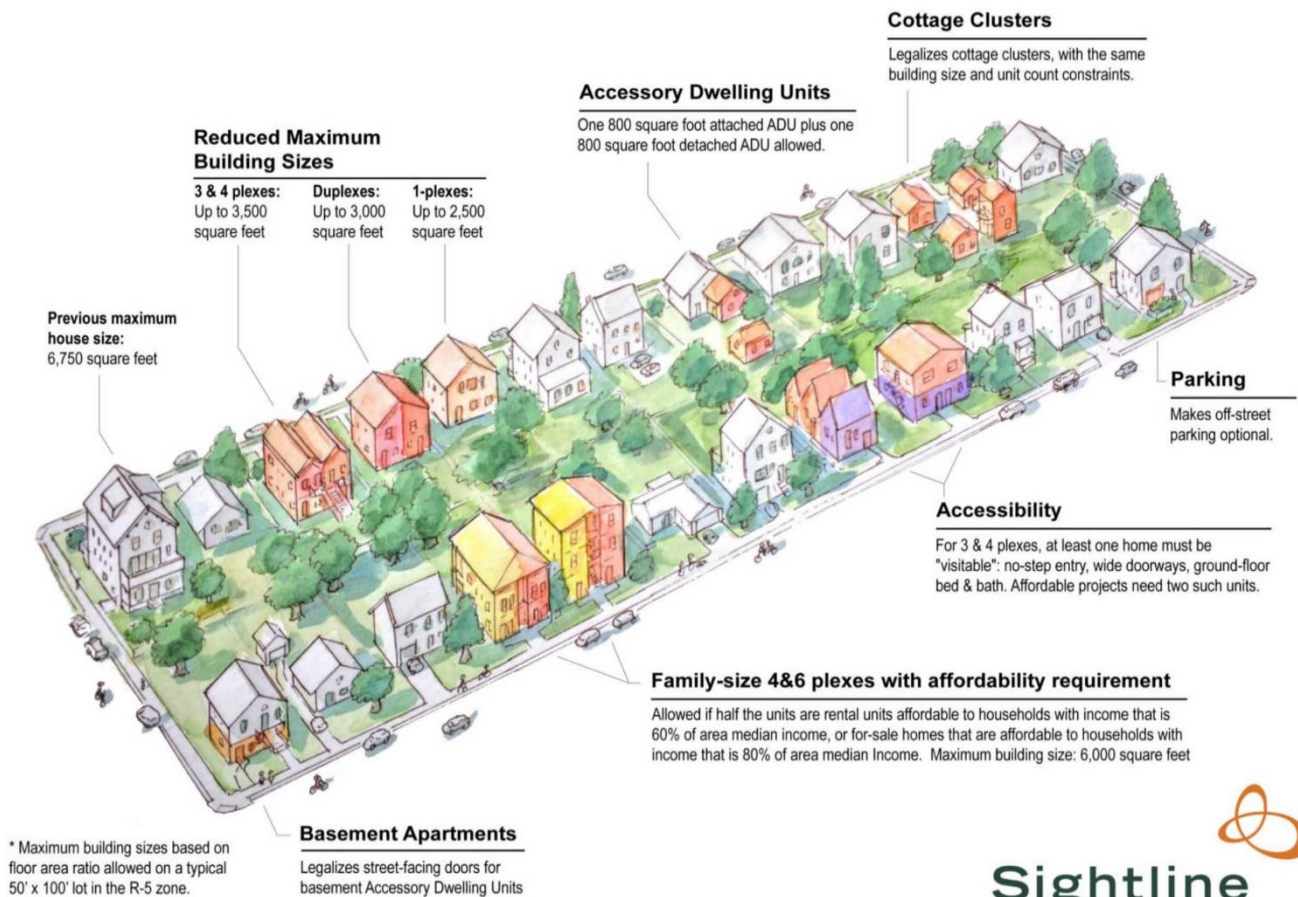 Cottage Clusters
Legalizes cottage clusters, with the same
building size and unit count constraints.
Accessory Dwelling Units
One 800 square foot attached ADU plus one
800 square foot detached ADU allowed.
Reduced Maximum
Building Sizes
3 & 4 plexes:
Up to 3,500
square feet
Duplexes:
Up to 3,000
square feet
1-plexes:
Up to 2,500
square feet
Previous maximum
house size:
6,750 square feet
Parking
Makes off-street
parking optional.
Accessibility
For 3 & 4 plexes, at least one home must be
"visitable": no-step entry, wide doorways, ground-floor
bed & bath. Affordable projects need two such units.
Family-size 4&6 plexes with affordability requirement
Allowed if half the units are rental units affordable to households with income that is
60% of area median income, or for-sale homes that are affordable to households with
income that is 80% of area median Income.  Maximum building size: 6,000 square feet
Basement Apartments
Legalizes street-facing doors for
basement Accessory Dwelling Units
* Maximum building sizes based on
floor area ratio allowed on a typical
50' x 100' lot in the R-5 zone.
Sightline